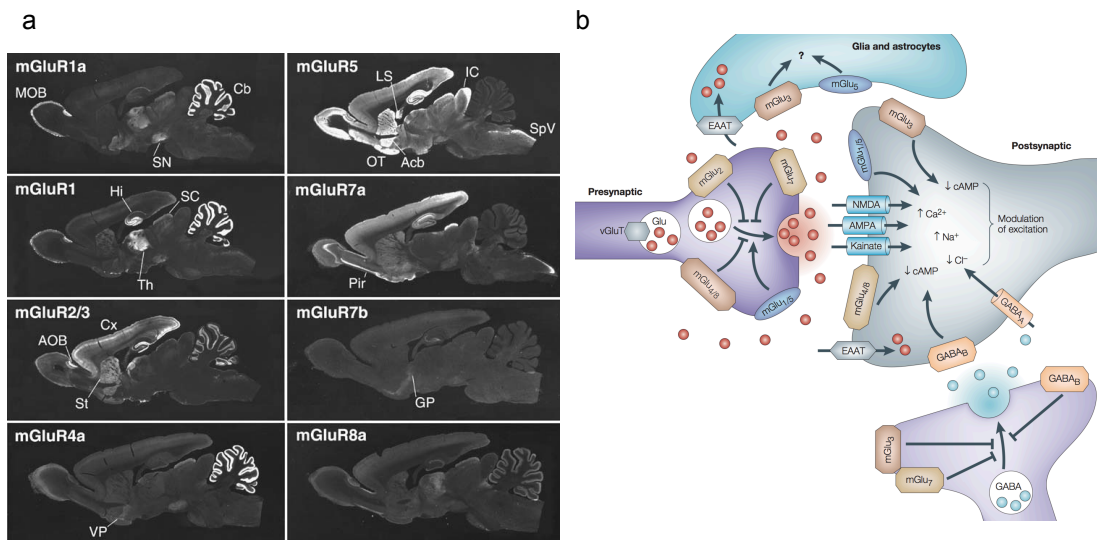 a
mGluR1a
MOB
Cb
SN
mGluR5
LS
IC
SpV
OT
Acb
mGluR1
Hi
SC
Th
mGluR7a
Pir
mGluR2/3
Cx
AOB
St
mGluR7b
GP
mGluR4a
VP
mGluR8a
b
Glia and astrocytes
?
mGlu3
mGlu5
EAAT
mGlu3
Postsynaptic
mGlu1/5
mGlu2
mGlu7
Presynaptic
vGluT
Glu
NMDA
AMPA
Kainate
↓ cAMP
↑ Ca2+
↑ Na+
↓ Cl–
Modulation
of excitation
↓ cAMP
mGlu4/8
mGlu1/5
mGlu4/8
GABAA
EAAT
GABAB
GABAB
mGlu3
mGlu7
GABA